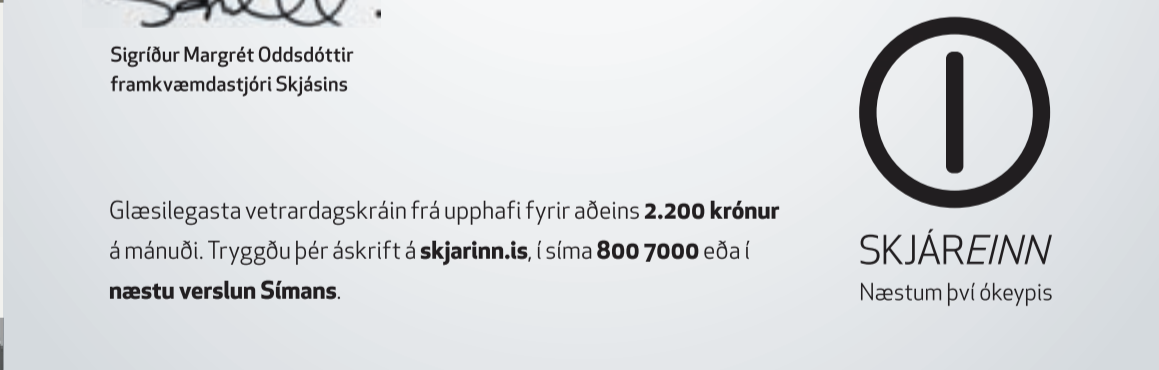 Sigríður Margrét Oddsdóttir
framkvæmdastjóri Skjásins
Glæsilegasta vetrardagskráin frá upphafi fyrir aðeins 2.200 krónur
á mánuði. Tryggðu þér áskrift á skjarinn.is, í síma 800 7000 eða í
næstu verslun Símans.
SKJÁREINN
Næstum því ókeypis